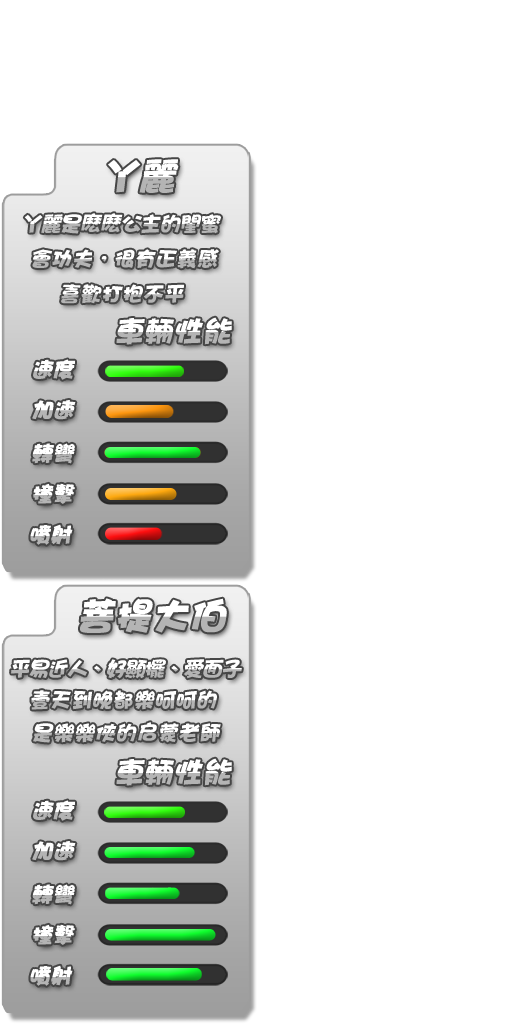 丫麗
丫麗是麼麼公主的閨蜜
會功夫，很有正義感
喜歡打抱不平
車輛性能
速度
加速
轉彎
撞擊
噴射
菩提大伯
平易近人、好顯擺、愛面子
壹天到晚都樂呵呵的
是樂樂俠的启蒙老師
車輛性能
速度
加速
轉彎
撞擊
噴射